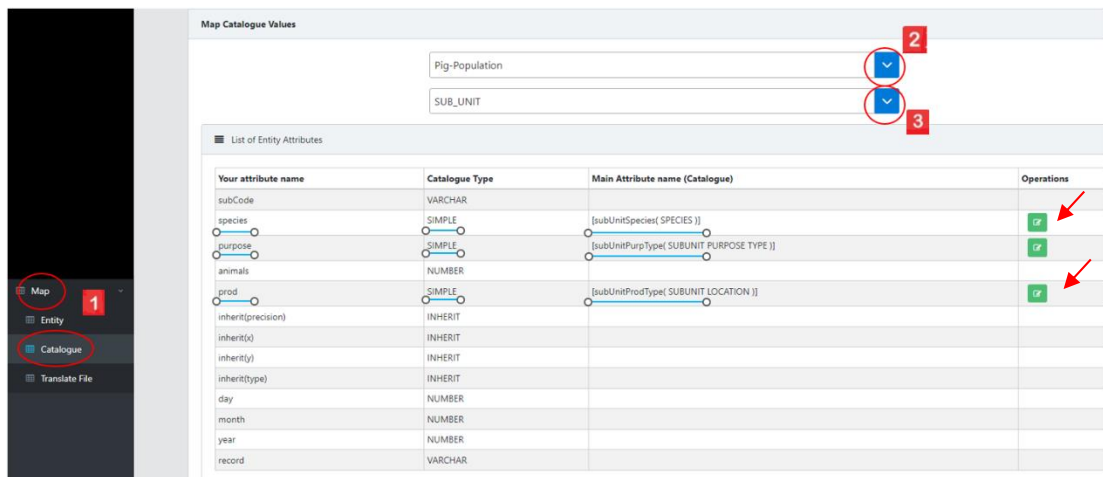 Map Catalogue Values
2
Pig-Population
SUB_UNIT
3
List of Entity Attributes
Your attribute name Catalogue Type Main Attribute name (Catalogue) Operations
subCode VARCHAR
species SIMPLE [subUnitSpecies( SPECIES )]
purpose SIMPLE [subUnitPurpType( SUBUNIT PURPOSE TYPE )]
animals NUMBER
prod SIMPLE [subUnitProdType( SUBUNIT LOCATION )]
inherit(precision) INHERIT
inherit(x) INHERIT
inherit(y) INHERIT
inherit(type) INHERIT
day NUMBER
month NUMBER
year NUMBER
record VARCHAR
Map
1
Entity
Catalogue
Translate File